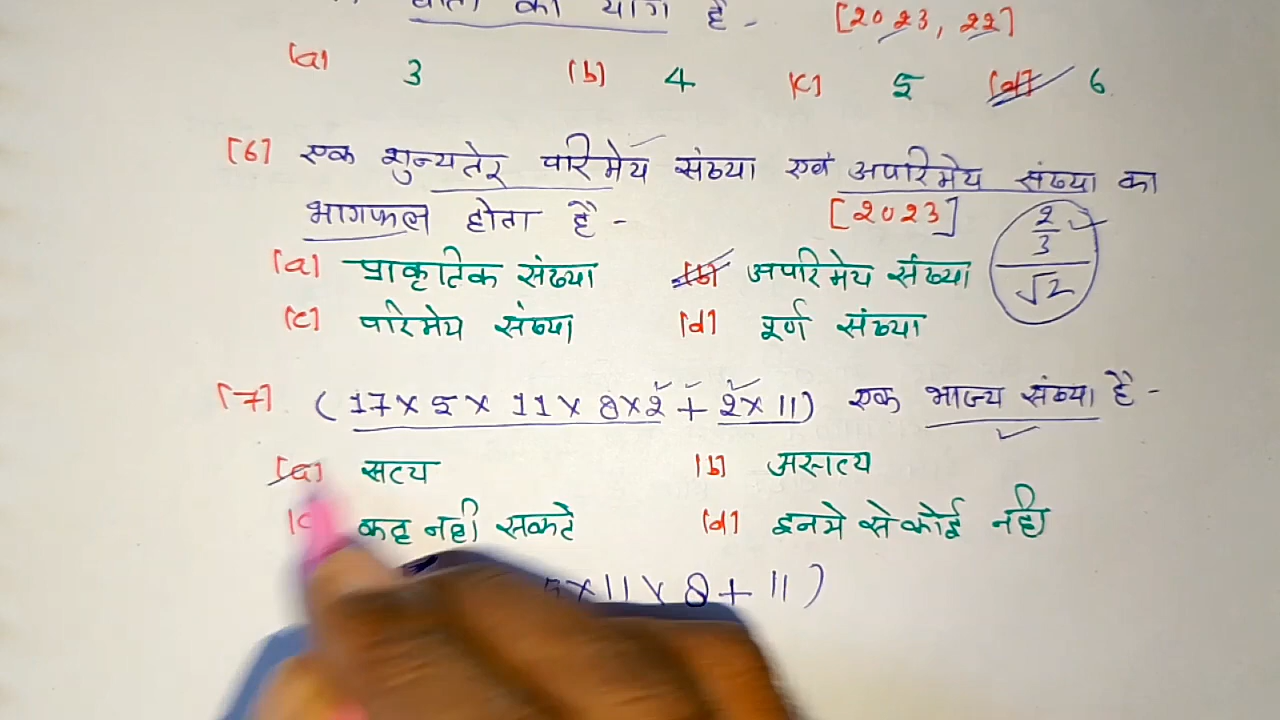 का योग है - [2023, 22]
(a) 3 (b) 4 (c) 5 (d) 6
[6] एक शुन्यतेर परिमेय संख्या एवं अपरिमेय संख्या का
भागफल होता है - [2023]
2/3
√2
(a) प्राकृतिक संख्या (b) अपरिमेय संख्या
(c) परिमेय संख्या (d) पूर्ण संख्या
[7] (17×5×11×8×2+2×11) एक भाज्य संख्या है -
(a) सत्य (b) असत्य
(c) कह नही सकते (d) इनमे से कोई नही
×11×8+11)